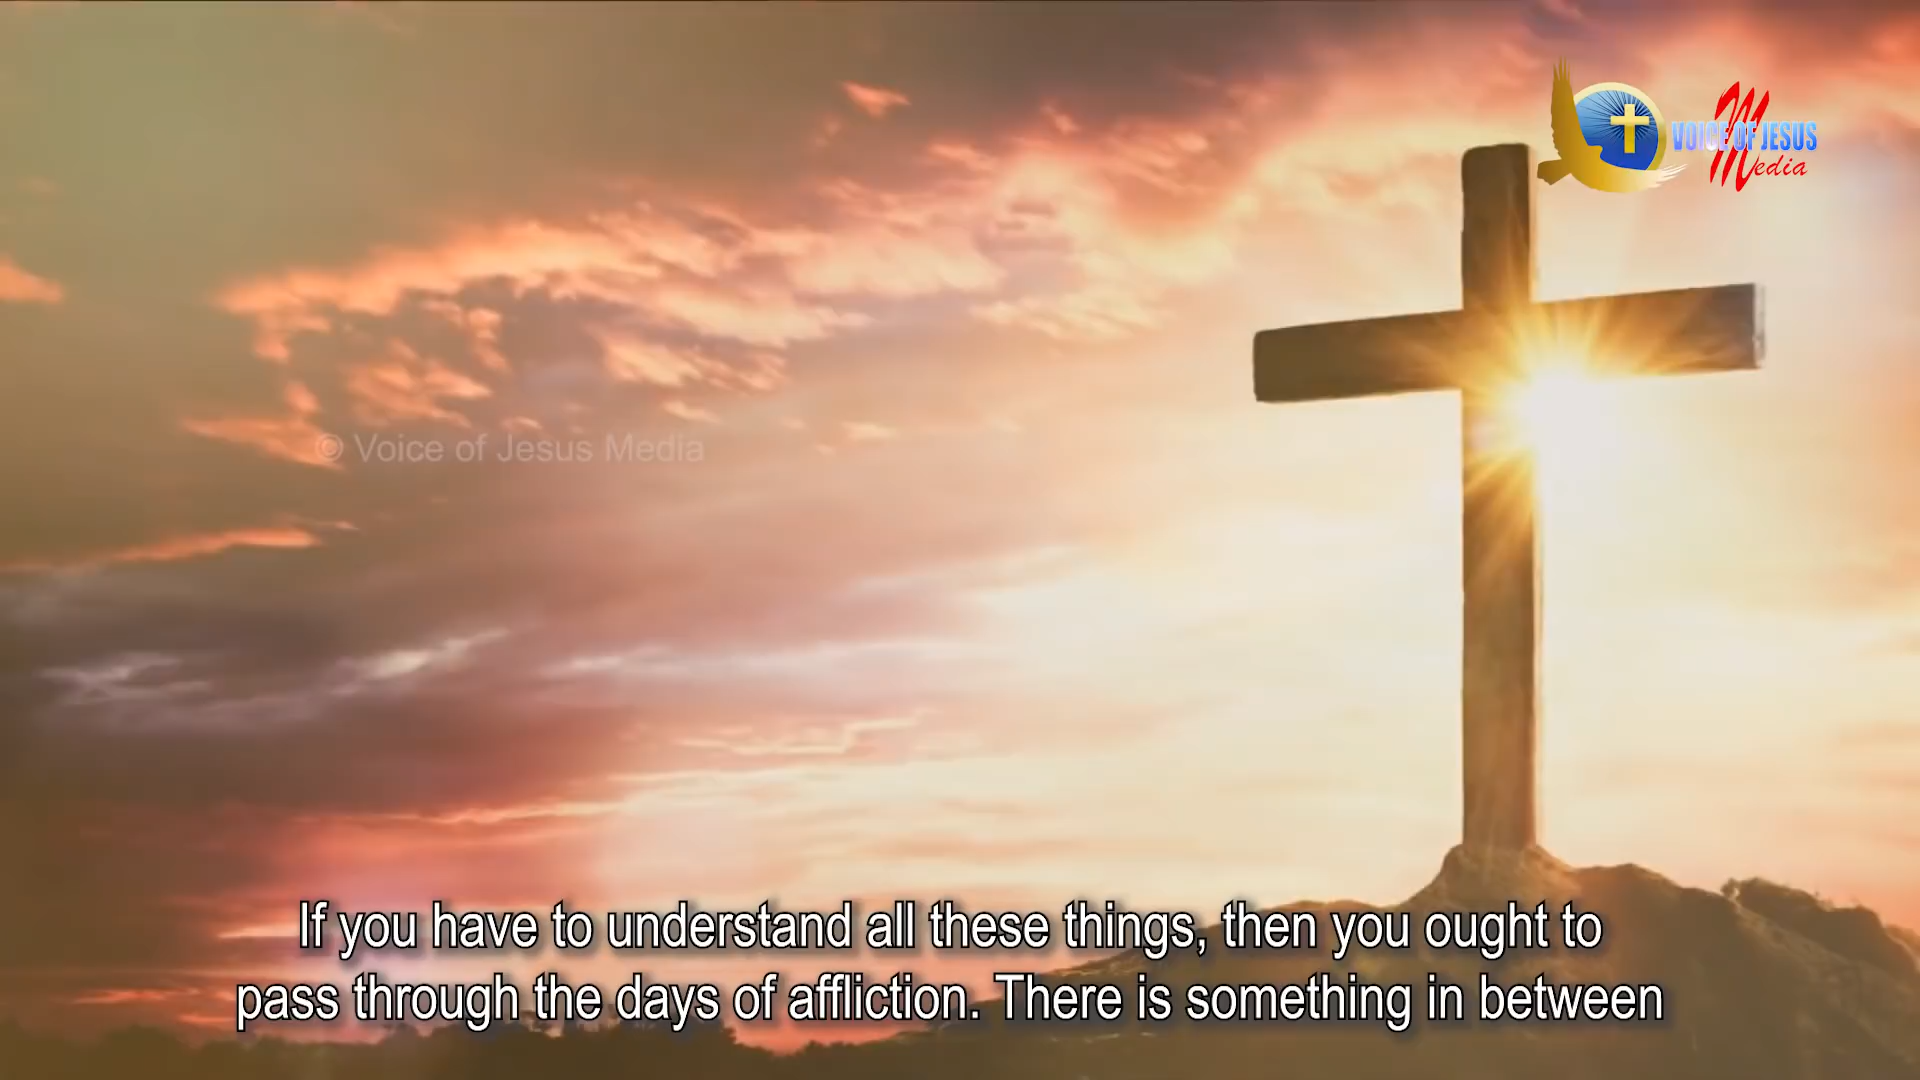 VOICE OF JESUS
Media
© Voice of Jesus Media
If you have to understand all these things, then you ought to
pass through the days of affliction. There is something in between